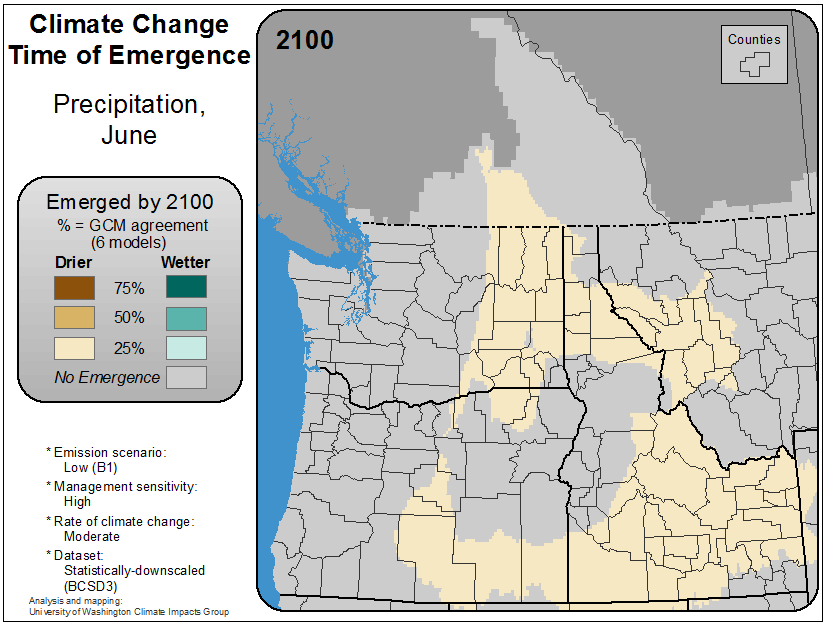 Climate Change
Time of Emergence
Precipitation,
June
2100
Counties
Emerged by 2100
% = GCM agreement
(6 models)
Drier Wetter
75%
50%
25%
No Emergence
* Emission scenario:
Low (B1)
* Management sensitivity:
High
* Rate of climate change:
Moderate
* Dataset:
Statistically-downscaled
(BCSD3)
Analysis and mapping:
University of Washington Climate Impacts Group